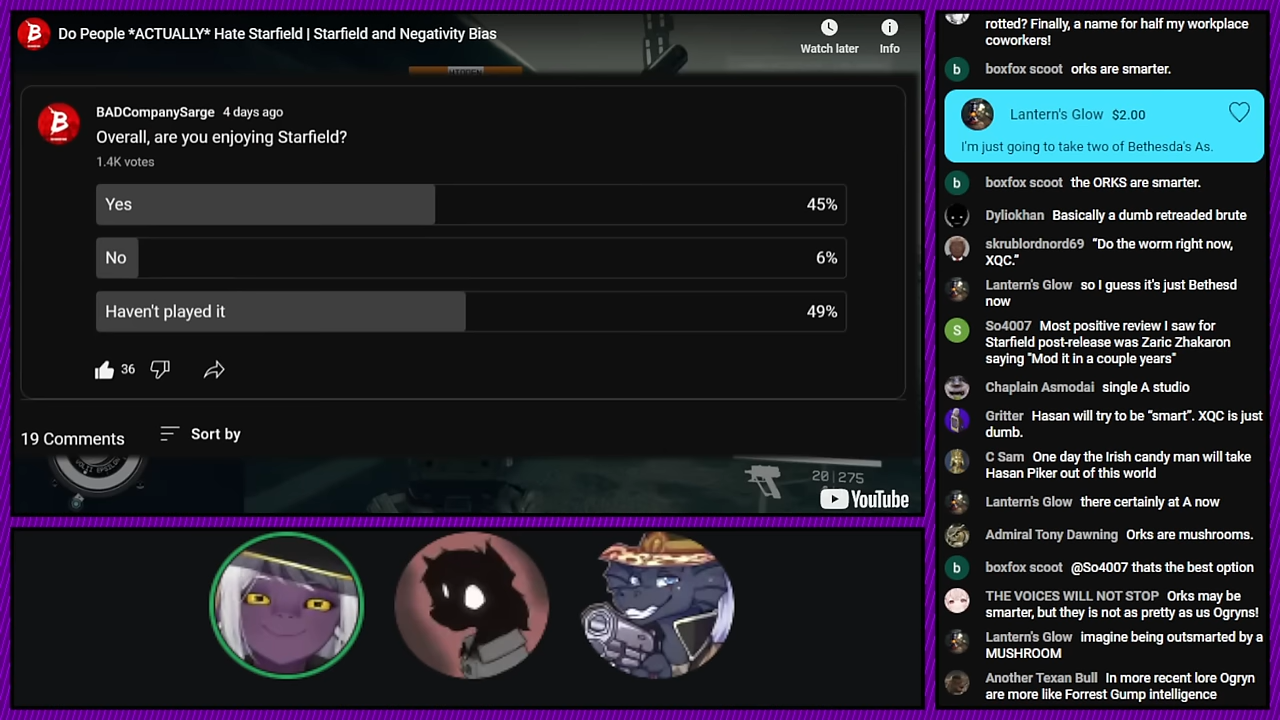 Do People *ACTUALLY* Hate Starfield | Starfield and Negativity Bias
Watch later
Info
HIDDEN
BADCompanySarge 4 days ago
Overall, are you enjoying Starfield?
1.4K votes
Yes 45%
No 6%
Haven't played it 49%
36
19 Comments
Sort by
20|275
YouTube
rotted? Finally, a name for half my workplace
coworkers!
b boxfox scoot orks are smarter.
Lantern's Glow $2.00
I'm just going to take two of Bethesda's As.
b boxfox scoot the ORKS are smarter.
Dyliokhan Basically a dumb retreaded brute
skrublordnord69 "Do the worm right now,
XQC."
Lantern's Glow so I guess it's just Bethesd
now
S So4007 Most positive review I saw for
Starfield post-release was Zaric Zhakaron
saying "Mod it in a couple years"
Chaplain Asmodai single A studio
Gritter Hasan will try to be “smart”. XQC is just
dumb.
C Sam One day the Irish candy man will take
Hasan Piker out of this world
Lantern's Glow there certainly at A now
Admiral Tony Dawning Orks are mushrooms.
b boxfox scoot @So4007 thats the best option
THE VOICES WILL NOT STOP Orks may be
smarter, but they is not as pretty as us Ogryns!
Lantern's Glow imagine being outsmarted by a
MUSHROOM
Another Texan Bull In more recent lore Ogryn
are more like Forrest Gump intelligence